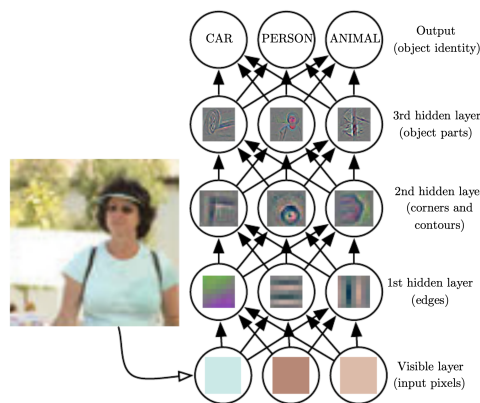 CAR PERSON ANIMAL
Output
(object identity)
3rd hidden layer
(object parts)
2nd hidden laye
(corners and
contours)
1st hidden layer
(edges)
Visible layer
(input pixels)